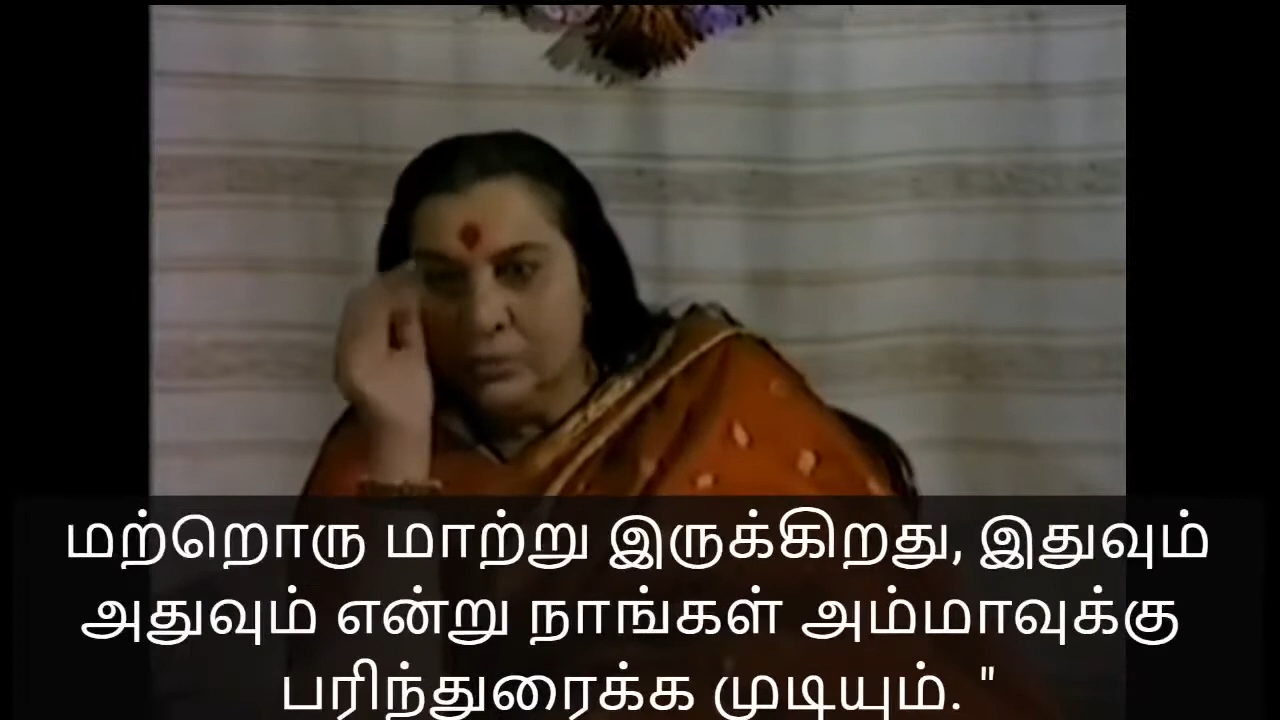 மற்றொரு மாற்று இருக்கிறது, இதுவும்
அதுவும் என்று நாங்கள் அம்மாவுக்கு
பரிந்துரைக்க முடியும். "